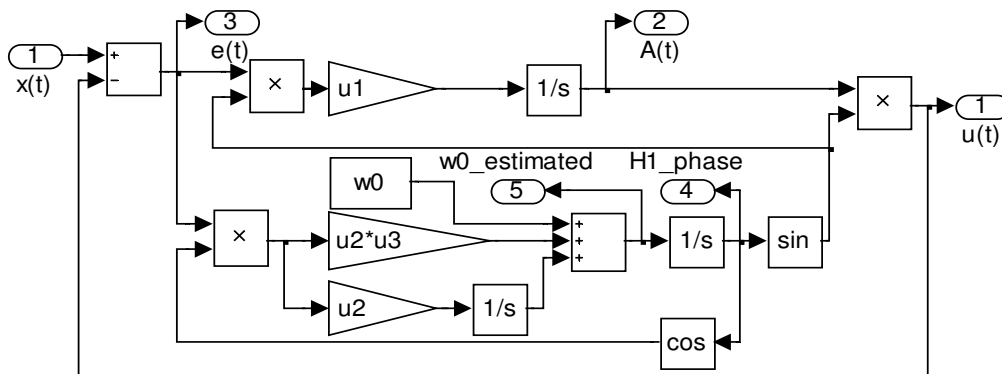 3
e(t)
2
A(t)
1
x(t)
+
−
×
u1
1/s
×
1
u(t)
w0_estimated
H1_phase
w0
5
4
×
u2*u3
+
+
+
1/s
sin
u2
1/s
cos